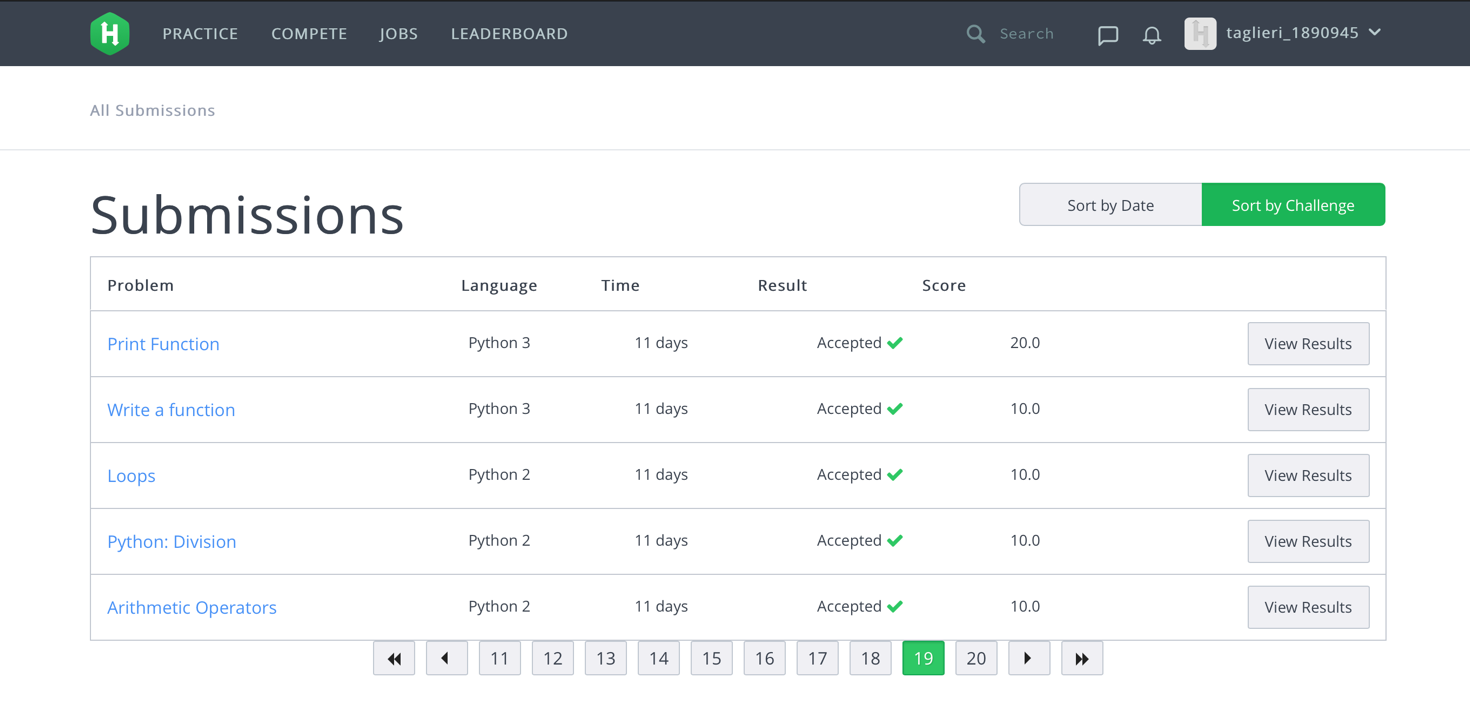 H PRACTICE COMPETE JOBS LEADERBOARD Search H taglieri_1890945
All Submissions
Submissions
Sort by Date Sort by Challenge
Problem Language Time Result Score
Print Function Python 3 11 days Accepted 20.0 View Results
Write a function Python 3 11 days Accepted 10.0 View Results
Loops Python 2 11 days Accepted 10.0 View Results
Python: Division Python 2 11 days Accepted 10.0 View Results
Arithmetic Operators Python 2 11 days Accepted 10.0 View Results
11 12 13 14 15 16 17 18 19 20